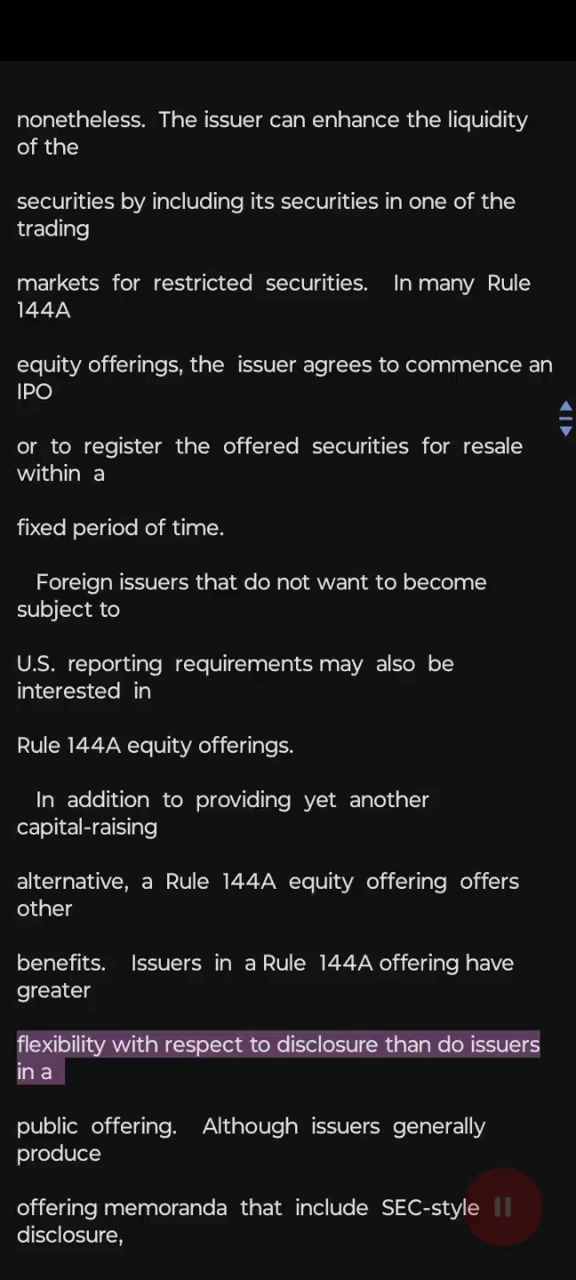 nonetheless.  The issuer can enhance the liquidity
of the
securities by including its securities in one of the
trading
markets  for  restricted  securities.    In many  Rule
144A
equity offerings, the  issuer agrees to commence an
IPO
or  to  register  the  offered  securities  for  resale
within  a
fixed period of time.
Foreign issuers that do not want to become
subject to
U.S.  reporting  requirements may  also  be
interested  in
Rule 144A equity offerings.
In  addition  to  providing  yet  another
capital-raising
alternative,  a  Rule  144A  equity  offering  offers
other
benefits.    Issuers  in  a Rule  144A offering have
greater
flexibility with respect to disclosure than do issuers
in a
public  offering.    Although  issuers  generally
produce
offering memoranda  that  include  SEC-style
disclosure,